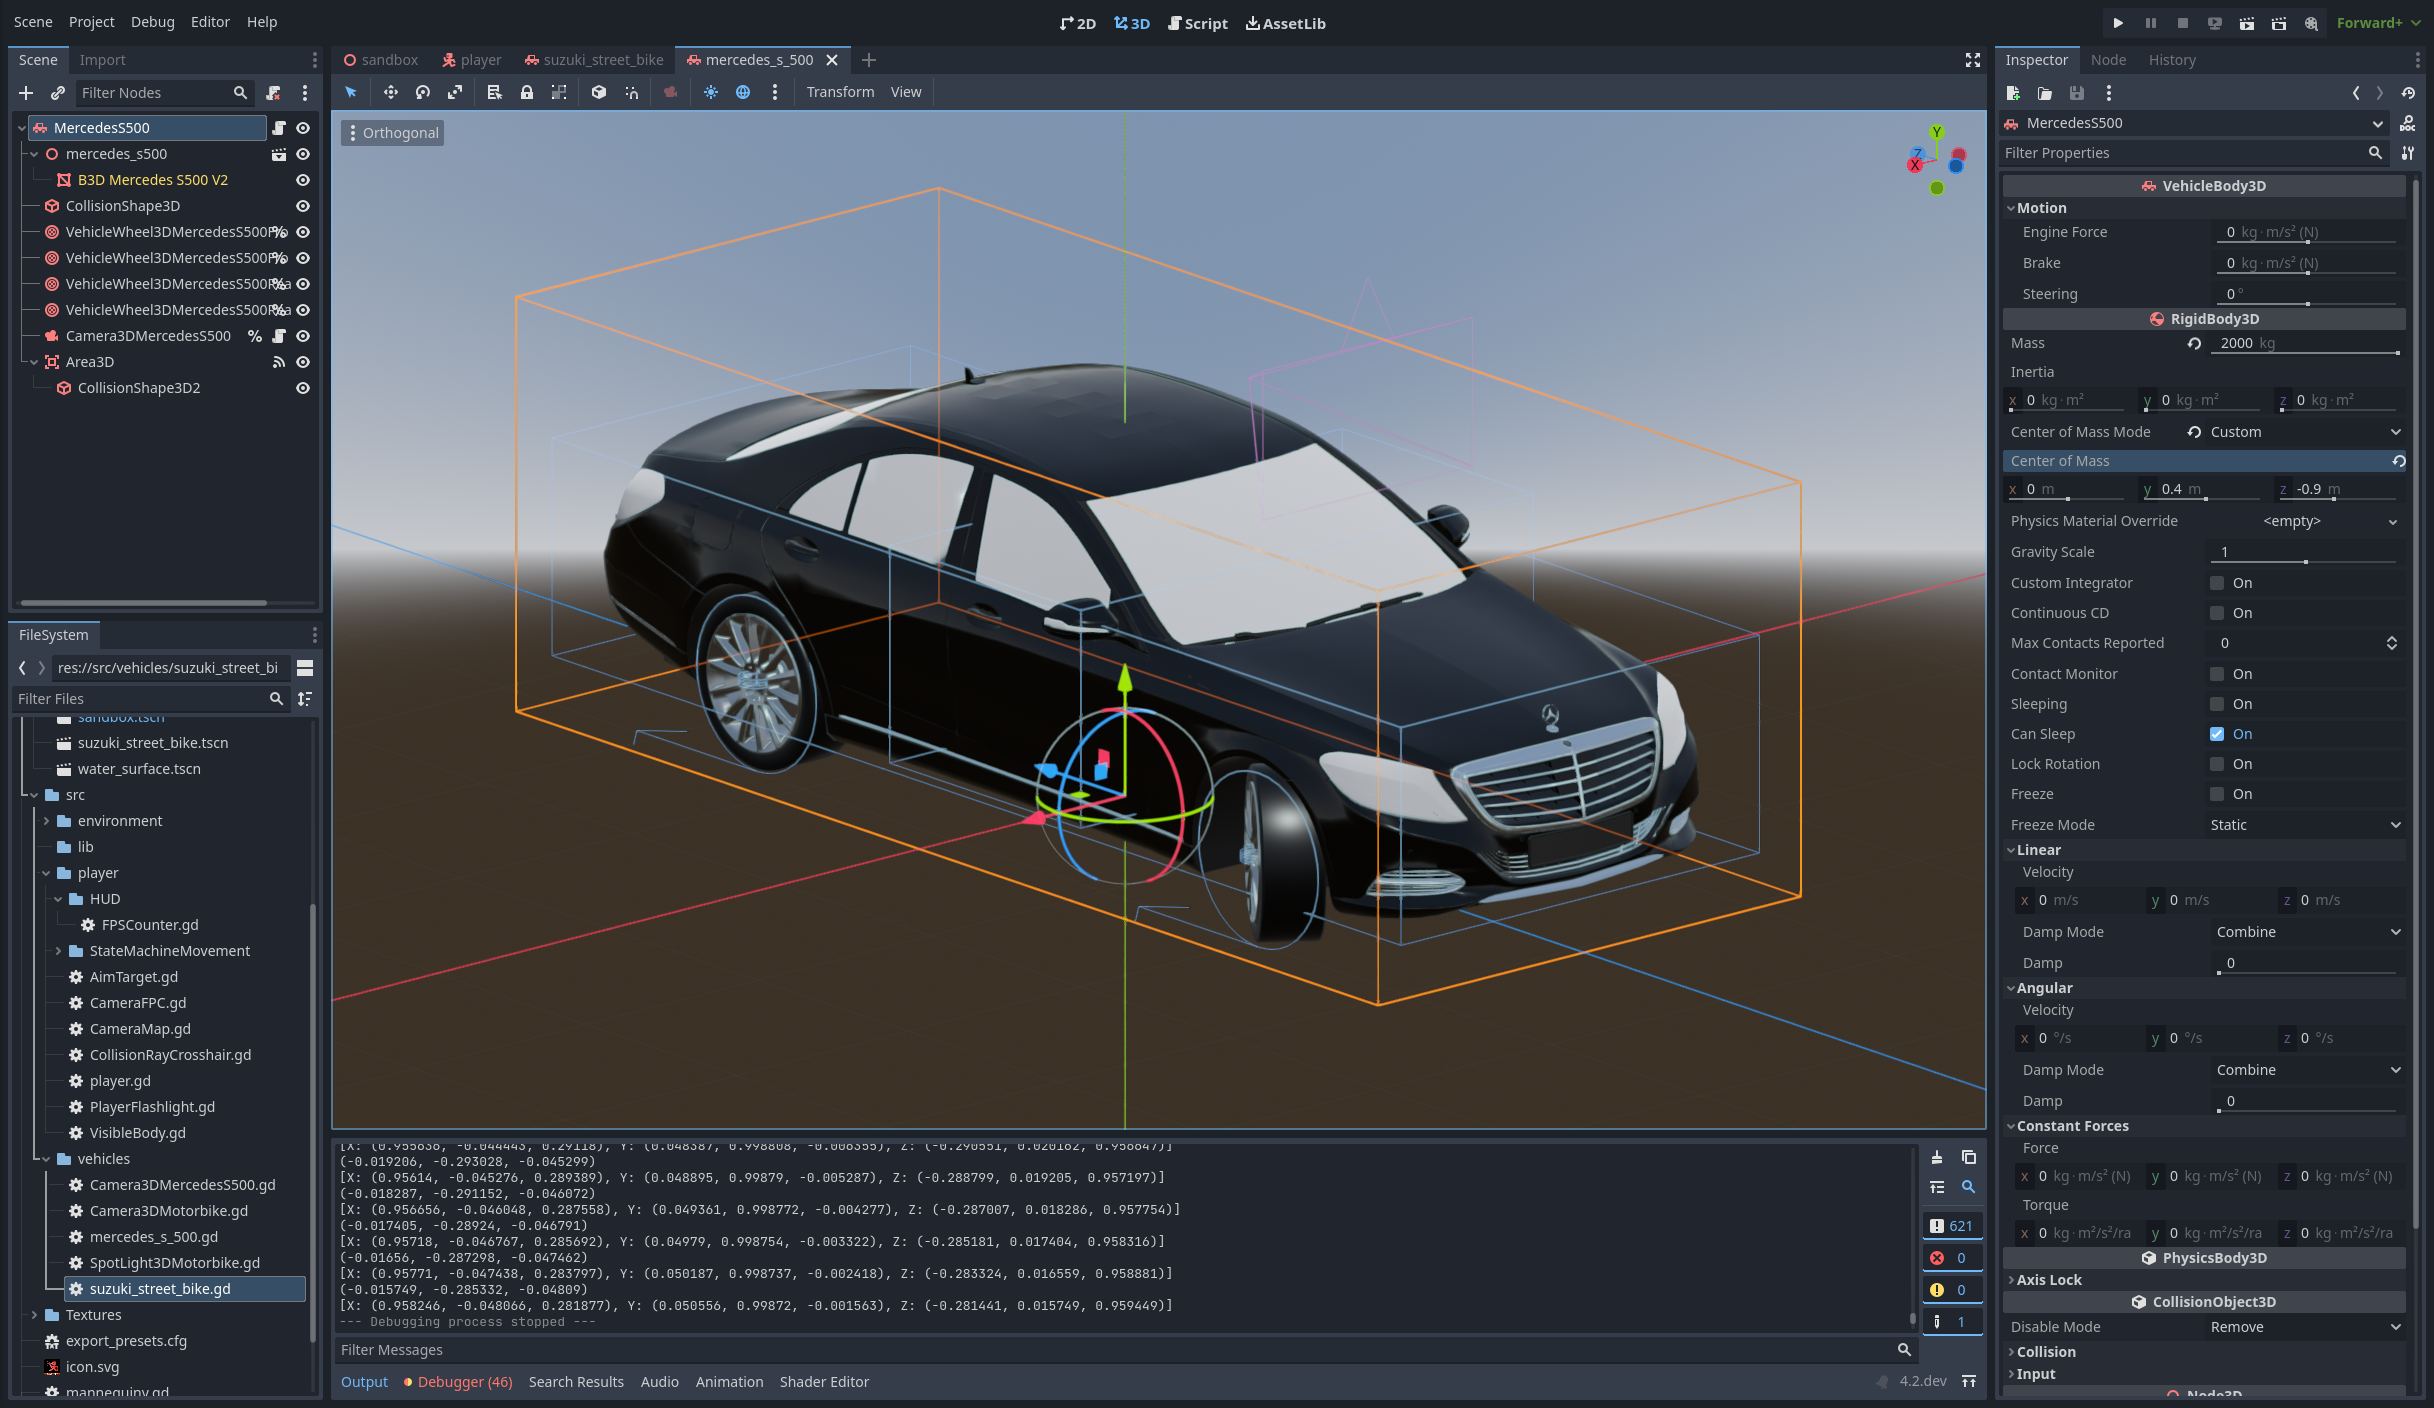 Scene Project Debug Editor Help
2D 3D Script AssetLib
Forward+
Scene Import
Filter Nodes
MercedesS500
mercedes_s500
B3D Mercedes S500 V2
CollisionShape3D
VehicleWheel3DMercedesS500
VehicleWheel3DMercedesS500
VehicleWheel3DMercedesS500
VehicleWheel3DMercedesS500
Camera3DMercedesS500
Area3D
CollisionShape3D2
FileSystem
res://src/vehicles/suzuki_street_bi
Filter Files
sandbox.tscn
suzuki_street_bike.tscn
water_surface.tscn
src
environment
lib
player
HUD
FPSCounter.gd
StateMachineMovement
AimTarget.gd
CameraFPC.gd
CameraMap.gd
CollisionRayCrosshair.gd
player.gd
PlayerFlashlight.gd
VisibleBody.gd
vehicles
Camera3DMercedesS500.gd
Camera3DMotorbike.gd
mercedes_s_500.gd
SpotLight3DMotorbike.gd
suzuki_street_bike.gd
Textures
export_presets.cfg
icon.svg
mannequiny.gd
sandbox player suzuki_street_bike mercedes_s_500
Transform View
Orthogonal
Y
Z
X
[X: (0.955636, -0.044443, 0.29118), Y: (0.048387, 0.998808, -0.006355), Z: (-0.290551, 0.020162, 0.956647)]
(-0.019206, -0.293028, -0.045299)
[X: (0.95614, -0.045276, 0.289389), Y: (0.048895, 0.99879, -0.005287), Z: (-0.288799, 0.019205, 0.957197)]
(-0.018287, -0.291152, -0.046072)
[X: (0.956656, -0.046048, 0.287558), Y: (0.049361, 0.998772, -0.004277), Z: (-0.287007, 0.018286, 0.957754)]
(-0.017405, -0.28924, -0.046791)
[X: (0.95718, -0.046767, 0.285692), Y: (0.04979, 0.998754, -0.003322), Z: (-0.285181, 0.017404, 0.958316)]
(-0.01656, -0.287298, -0.047462)
[X: (0.95771, -0.047438, 0.283797), Y: (0.050187, 0.998737, -0.002418), Z: (-0.283324, 0.016559, 0.958881)]
(-0.015749, -0.285332, -0.04809)
[X: (0.958246, -0.048066, 0.281877), Y: (0.050556, 0.99872, -0.001563), Z: (-0.281441, 0.015749, 0.959449)]
--- Debugging process stopped ---
621
0
0
1
Filter Messages
Output Debugger (46) Search Results Audio Animation Shader Editor
4.2.dev
Inspector Node History
MercedesS500
DOC
Filter Properties
VehicleBody3D
Motion
Engine Force 0 kg·m/s² (N)
Brake 0 kg·m/s² (N)
Steering 0 °
RigidBody3D
Mass 2000 kg
Inertia
x 0 kg·m² y 0 kg·m² z 0 kg·m²
Center of Mass Mode Custom
Center of Mass
x 0 m y 0.4 m z -0.9 m
Physics Material Override <empty>
Gravity Scale 1
Custom Integrator On
Continuous CD On
Max Contacts Reported 0
Contact Monitor On
Sleeping On
Can Sleep On
Lock Rotation On
Freeze On
Freeze Mode Static
Linear
Velocity
x 0 m/s y 0 m/s z 0 m/s
Damp Mode Combine
Damp 0
Angular
Velocity
x 0 °/s y 0 °/s z 0 °/s
Damp Mode Combine
Damp 0
Constant Forces
Force
x 0 kg·m/s² (N) y 0 kg·m/s² (N) z 0 kg·m/s² (N)
Torque
x 0 kg·m²/s²/ra y 0 kg·m²/s²/ra z 0 kg·m²/s²/ra
PhysicsBody3D
Axis Lock
CollisionObject3D
Disable Mode Remove
Collision
Input
Node3D